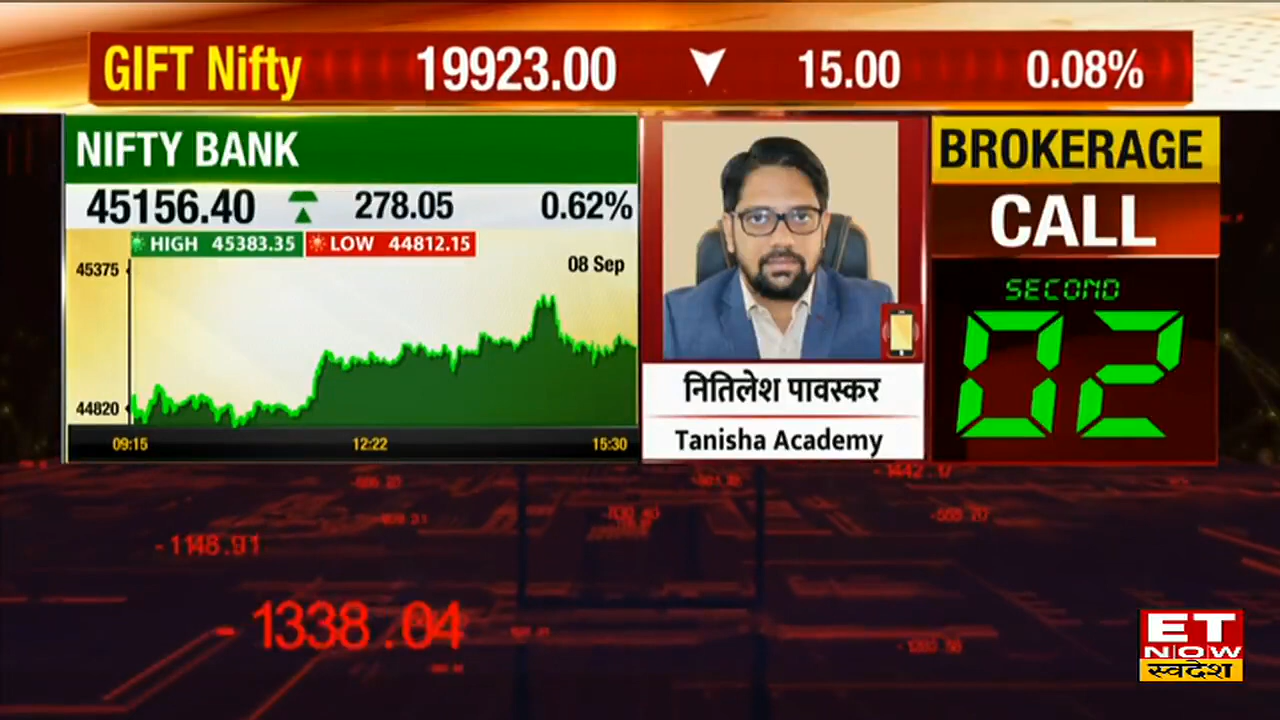 GIFT Nifty 19923.00 15.00 0.08%
NIFTY BANK
45156.40 278.05 0.62%
HIGH 45383.35 LOW 44812.15
45375
08 Sep
44820
09:15 12:22 15:30
नितिलेश पावस्कर
Tanisha Academy
BROKERAGE
CALL
SECOND
02
-1442.17
-1148.91
-1338.04
ET
NOW
स्वदेश